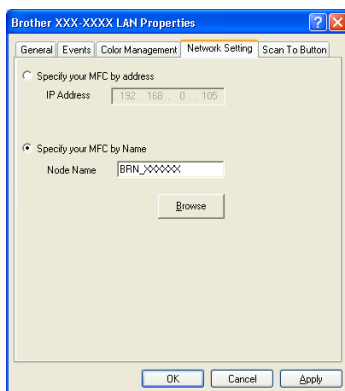 Brother XXX-XXXX LAN Properties
General Events Color Management Network Setting Scan To Button
Specify your MFC by address
IP Address 192 . 168 . 0 . 105
Specify your MFC by Name
Node Name BRN_XXXXXX
Browse
OK Cancel Apply